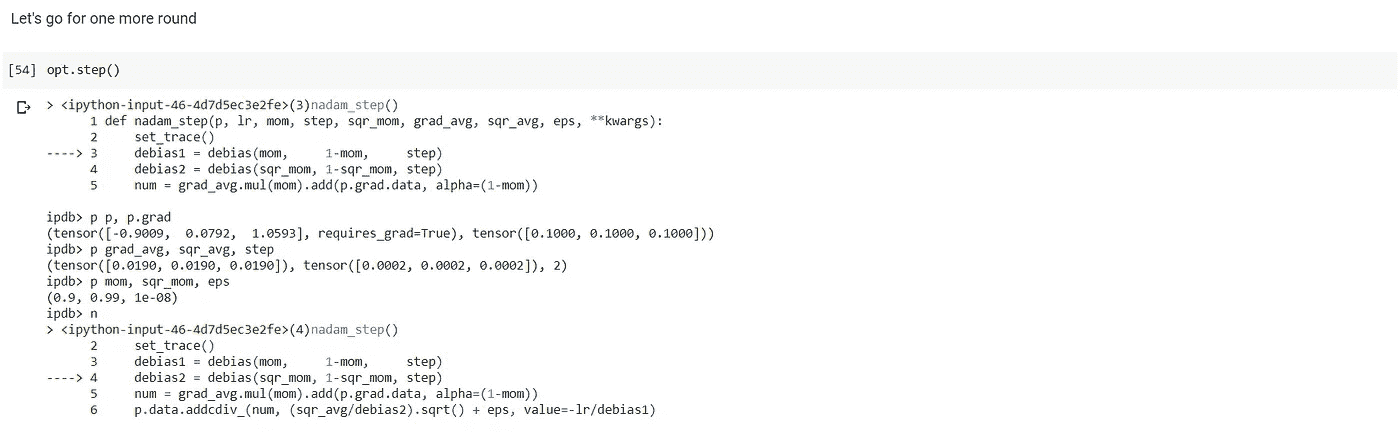 Let's go for one more round
[54] opt.step()
> <ipython-input-46-4d7d5ec3e2fe>(3)nadam_step()
1 def nadam_step(p, lr, mom, step, sqr_mom, grad_avg, sqr_avg, eps, **kwargs):
2     set_trace()
----> 3     debias1 = debias(mom,     1-mom,     step)
4     debias2 = debias(sqr_mom, 1-sqr_mom, step)
5     num = grad_avg.mul(mom).add(p.grad.data, alpha=(1-mom))
ipdb> p p, p.grad
(tensor([-0.9009,  0.0792,  1.0593], requires_grad=True), tensor([0.1000, 0.1000, 0.1000]))
ipdb> p grad_avg, sqr_avg, step
(tensor([0.0190, 0.0190, 0.0190]), tensor([0.0002, 0.0002, 0.0002]), 2)
ipdb> p mom, sqr_mom, eps
(0.9, 0.99, 1e-08)
ipdb> n
> <ipython-input-46-4d7d5ec3e2fe>(4)nadam_step()
2     set_trace()
3     debias1 = debias(mom,     1-mom,     step)
----> 4     debias2 = debias(sqr_mom, 1-sqr_mom, step)
5     num = grad_avg.mul(mom).add(p.grad.data, alpha=(1-mom))
6     p.data.addcdiv_(num, (sqr_avg/debias2).sqrt() + eps, value=-lr/debias1)